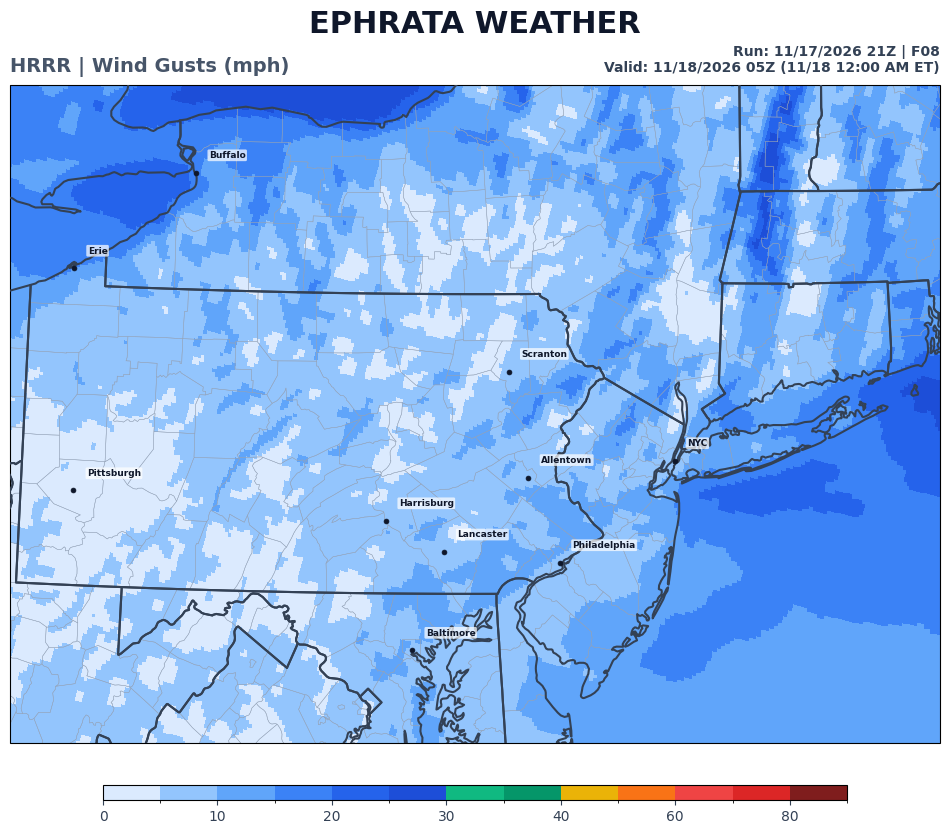 EPHRATA WEATHER
HRRR | Wind Gusts (mph)
Run: 11/17/2026 21Z | F08
Valid: 11/18/2026 05Z (11/18 12:00 AM ET)
Buffalo
Erie
Scranton
NYC
Allentown
Pittsburgh
Harrisburg
Lancaster
Philadelphia
Baltimore
0 10 20 30 40 50 60 70 80